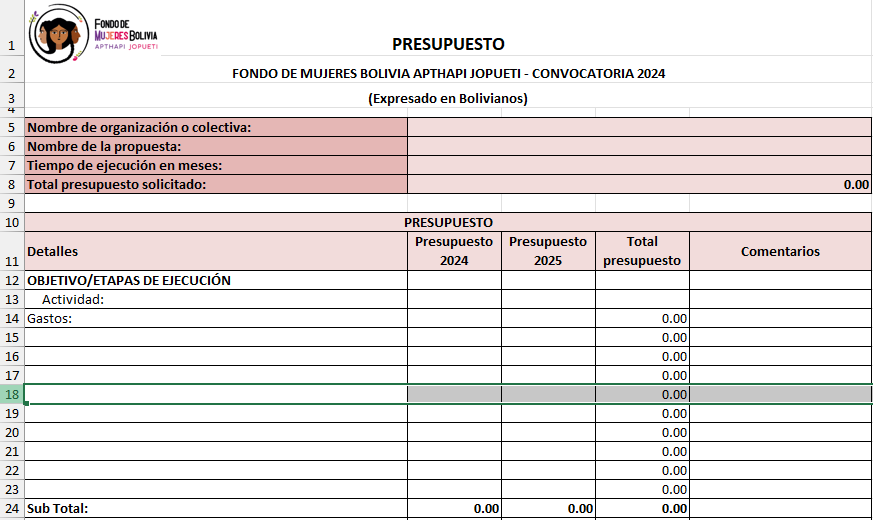 FONDO DE
MUJERES BOLIVIA
APTHAPI JOPUETI
1 PRESUPUESTO
2 FONDO DE MUJERES BOLIVIA APTHAPI JOPUETI - CONVOCATORIA 2024
3 (Expresado en Bolivianos)
4
5 Nombre de organización o colectiva:
6 Nombre de la propuesta:
7 Tiempo de ejecución en meses:
8 Total presupuesto solicitado: 0.00
9
10 PRESUPUESTO
11 Detalles Presupuesto 2024 Presupuesto 2025 Total presupuesto Comentarios
12 OBJETIVO/ETAPAS DE EJECUCIÓN
13 Actividad:
14 Gastos: 0.00
15 0.00
16 0.00
17 0.00
18 0.00
19 0.00
20 0.00
21 0.00
22 0.00
23 0.00
24 Sub Total: 0.00 0.00 0.00